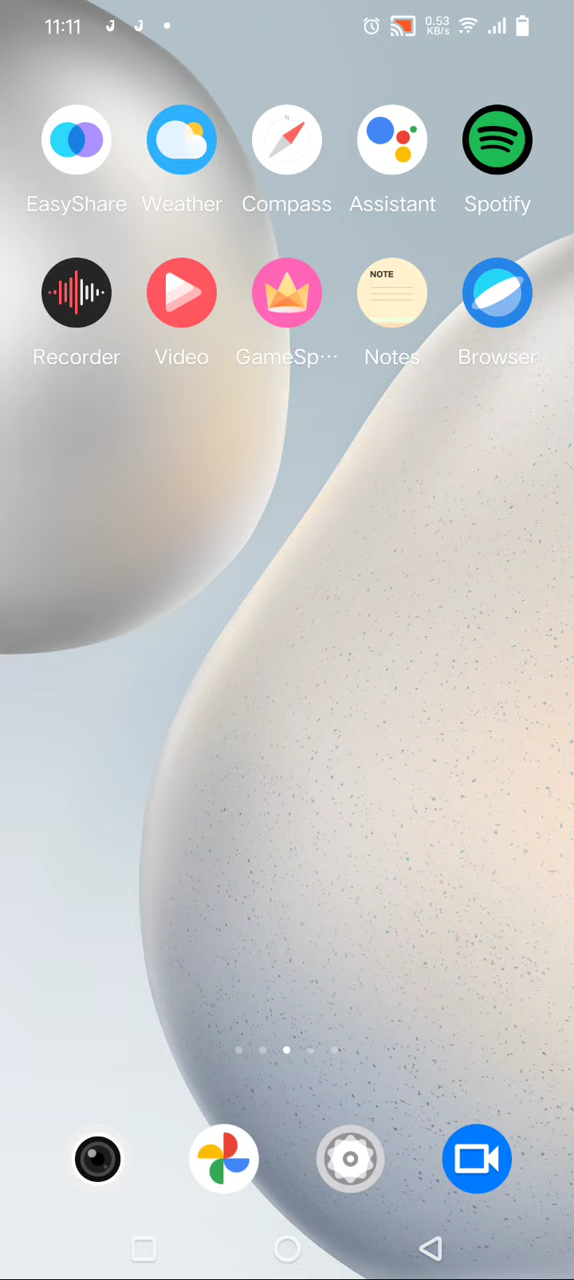 11:11 0.53 KB/s
N
EasyShare Weather Compass Assistant Spotify
NOTE
Recorder Video GameSp··· Notes Browser